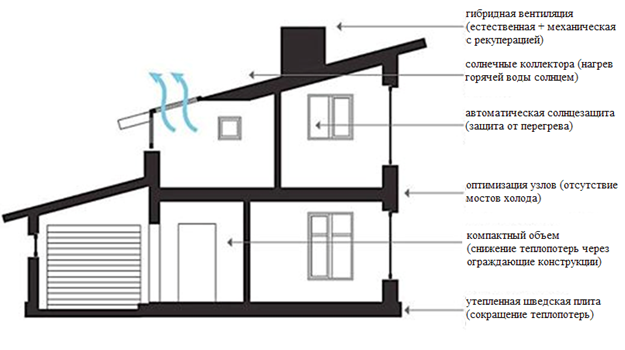 гибридная вентиляция
(естественная + механическая
с рекуперацией)
солнечные коллектора (нагрев
горячей воды солнцем)
автоматическая солнцезащита
(защита от перегрева)
оптимизация узлов (отсутствие
мостов холода)
компактный объем
(снижение теплопотерь через
ограждающие конструкции)
утепленная шведская плита
(сокращение теплопотерь)